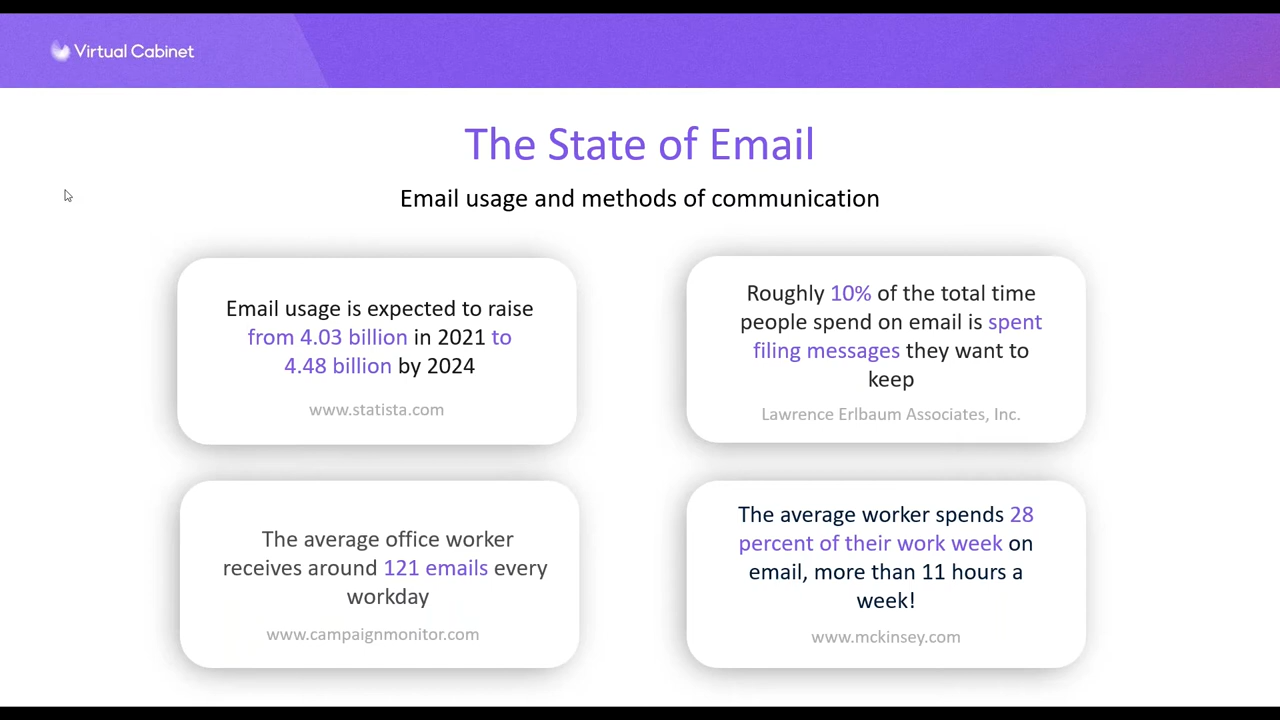 Virtual Cabinet
The State of Email
Email usage and methods of communication
Email usage is expected to raise
from 4.03 billion in 2021 to
4.48 billion by 2024
www.statista.com
Roughly 10% of the total time
people spend on email is spent
filing messages they want to
keep
Lawrence Erlbaum Associates, Inc.
The average office worker
receives around 121 emails every
workday
www.campaignmonitor.com
The average worker spends 28
percent of their work week on
email, more than 11 hours a
week!
www.mckinsey.com